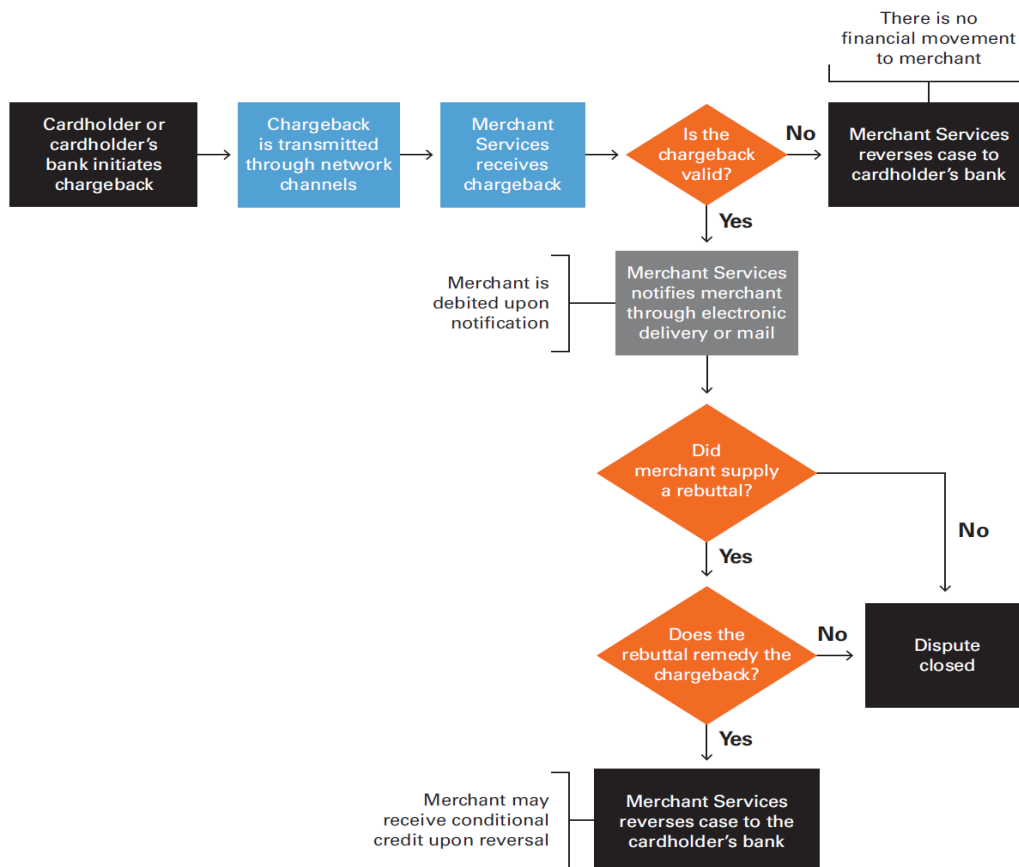 There is no
financial movement
to merchant
Cardholder or
cardholder's
bank initiates
chargeback
Chargeback
is transmitted
through network
channels
Merchant
Services
receives
chargeback
Is the
chargeback
valid?
No
Merchant Services
reverses case to
cardholder's bank
Yes
Merchant is
debited upon
notification
Merchant Services
notifies merchant
through electronic
delivery or mail
Did
merchant supply
a rebuttal?
No
Yes
Does the
rebuttal remedy the
chargeback?
No
Dispute
closed
Yes
Merchant may
receive conditional
credit upon reversal
Merchant Services
reverses case to the
cardholder's bank